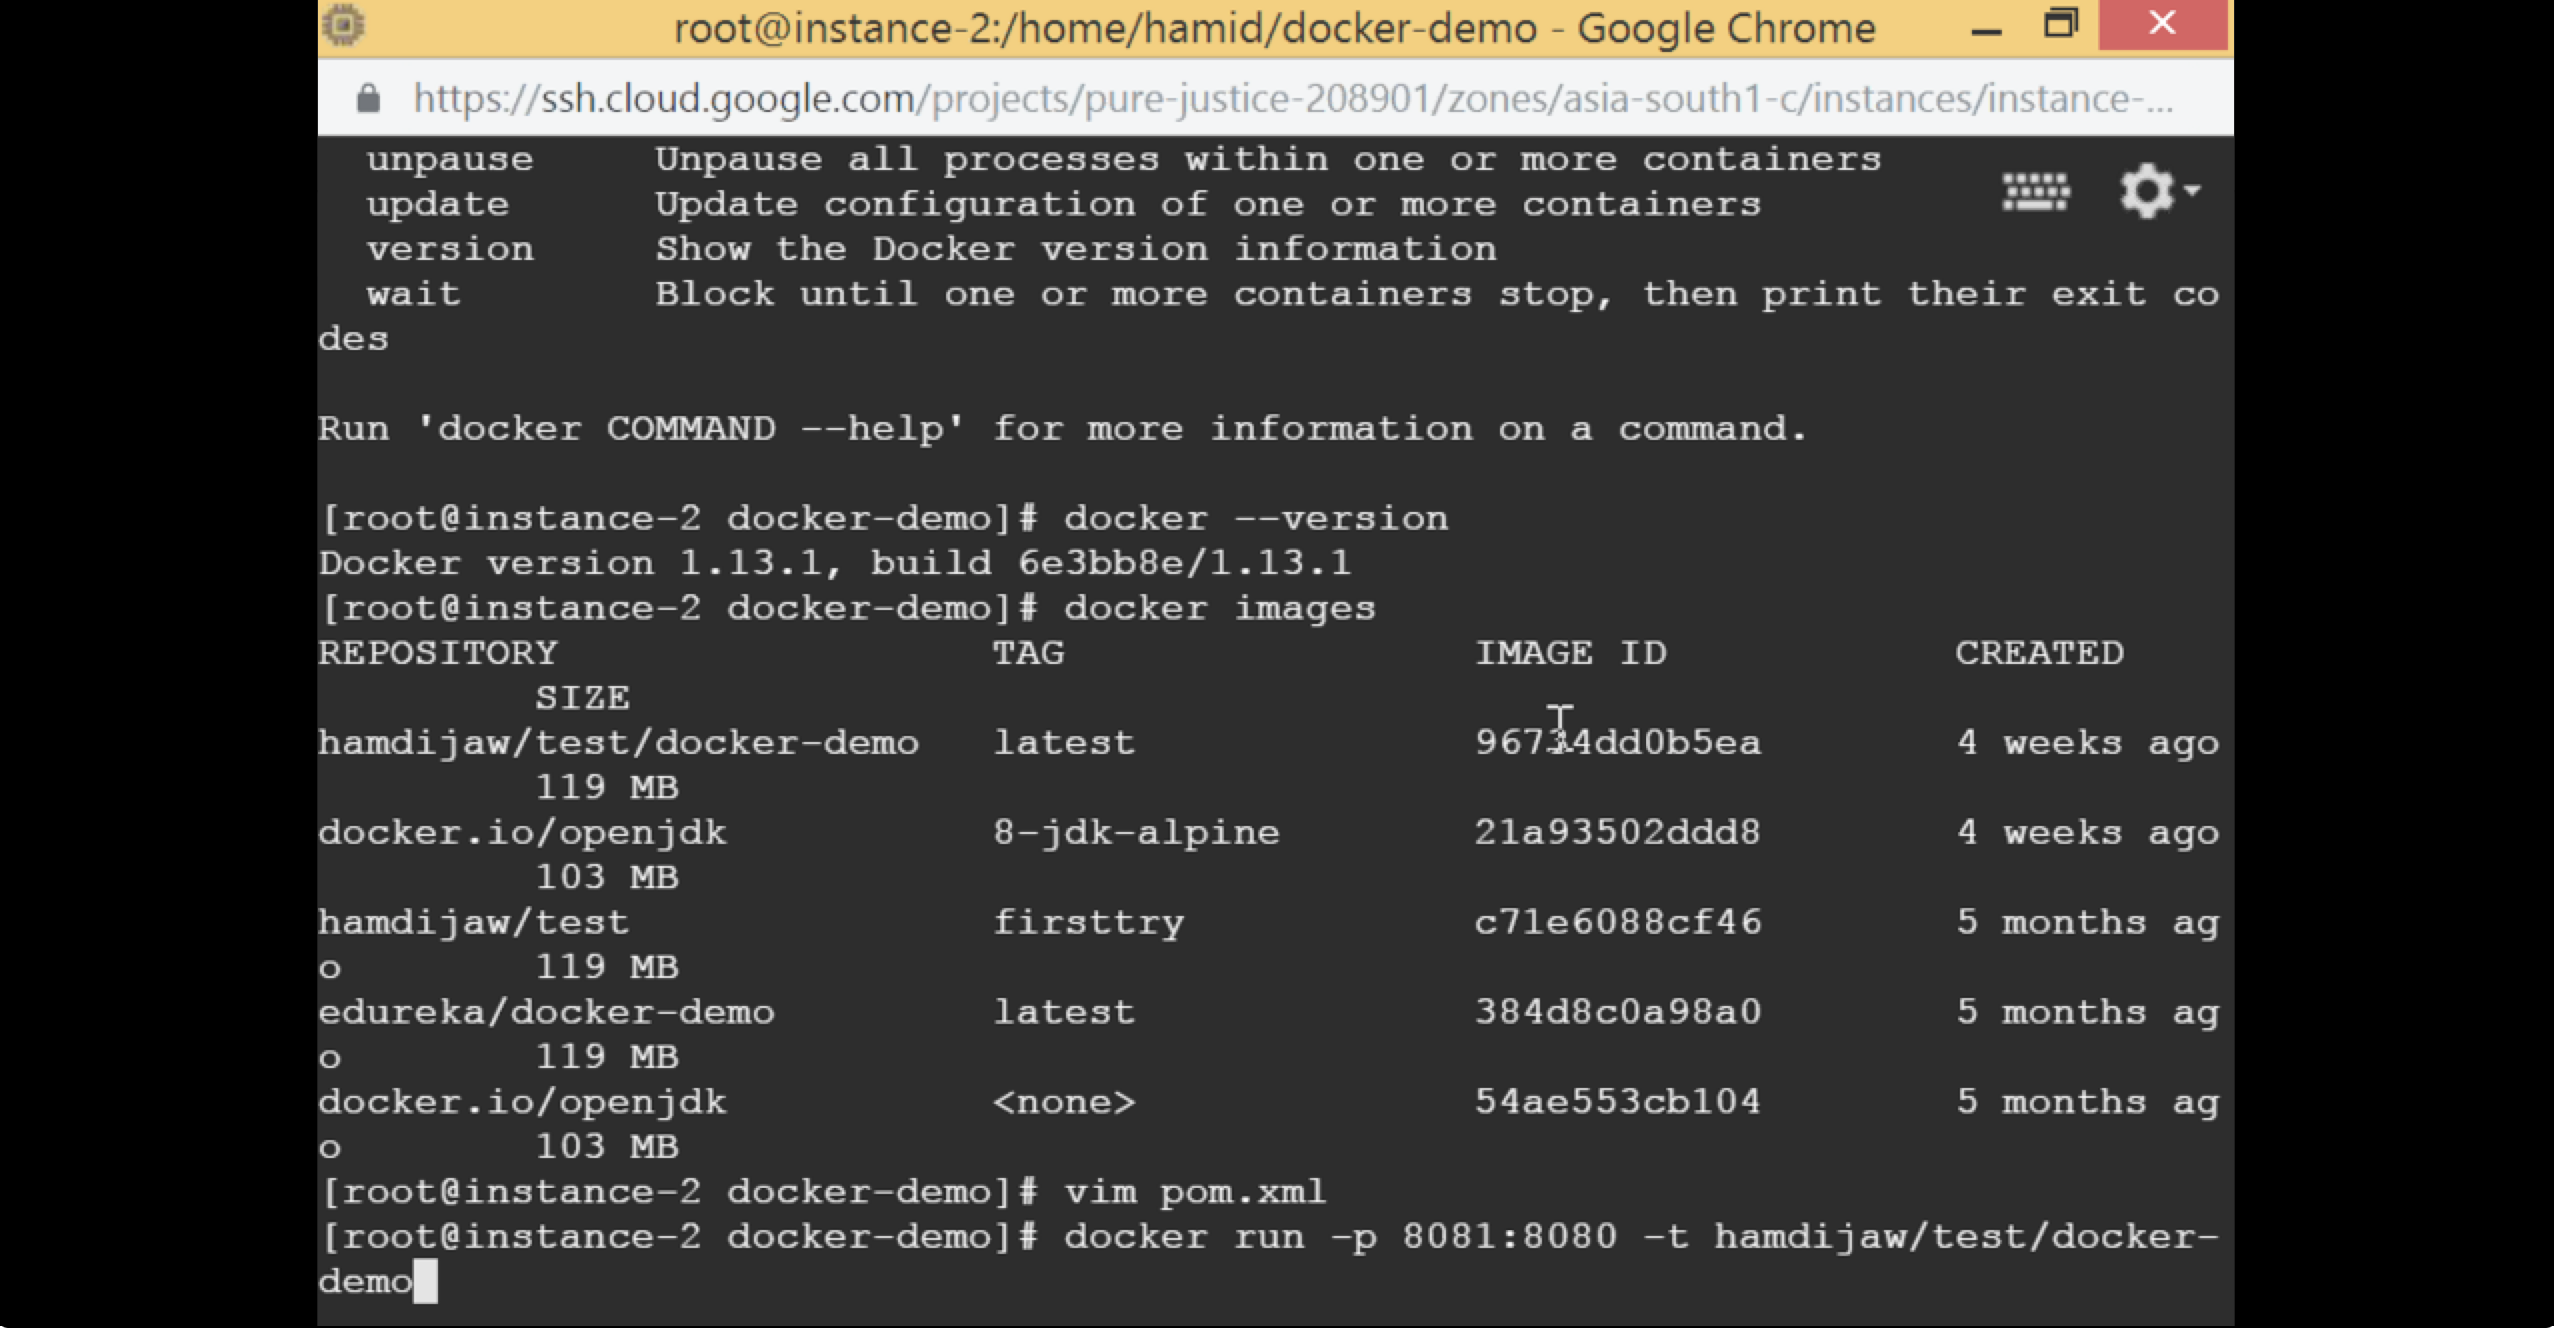 root@instance-2:/home/hamid/docker-demo - Google Chrome
https://ssh.cloud.google.com/projects/pure-justice-208901/zones/asia-south1-c/instances/instance-...
unpause Unpause all processes within one or more containers
update Update configuration of one or more containers
version Show the Docker version information
wait Block until one or more containers stop, then print their exit co
des
Run 'docker COMMAND --help' for more information on a command.
[root@instance-2 docker-demo]# docker --version
Docker version 1.13.1, build 6e3bb8e/1.13.1
[root@instance-2 docker-demo]# docker images
REPOSITORY TAG IMAGE ID CREATED
SIZE
hamdijaw/test/docker-demo latest 96734dd0b5ea 4 weeks ago
119 MB
docker.io/openjdk 8-jdk-alpine 21a93502ddd8 4 weeks ago
103 MB
hamdijaw/test firsttry c71e6088cf46 5 months ag
o 119 MB
edureka/docker-demo latest 384d8c0a98a0 5 months ag
o 119 MB
docker.io/openjdk <none> 54ae553cb104 5 months ag
o 103 MB
[root@instance-2 docker-demo]# vim pom.xml
[root@instance-2 docker-demo]# docker run -p 8081:8080 -t hamdijaw/test/docker-
demo